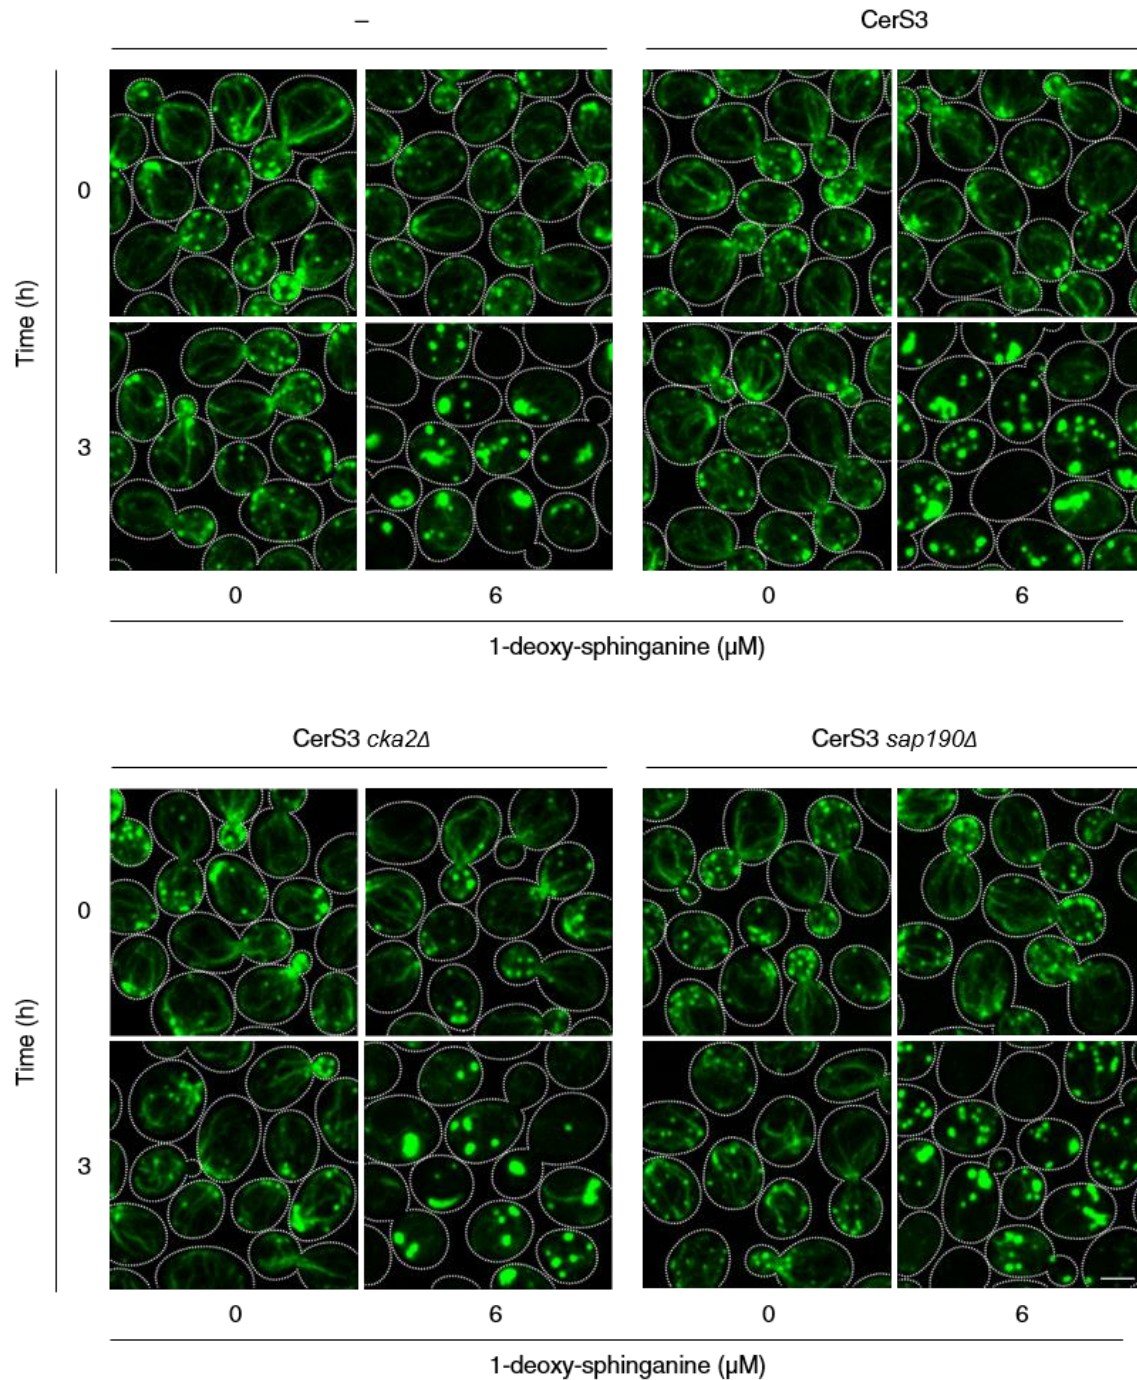 –
CerS3
Time (h)
0
3
0
6
0
6
1-deoxy-sphinganine (μM)
CerS3 cka2Δ
CerS3 sap190Δ
Time (h)
0
3
0
6
0
6
1-deoxy-sphinganine (μM)